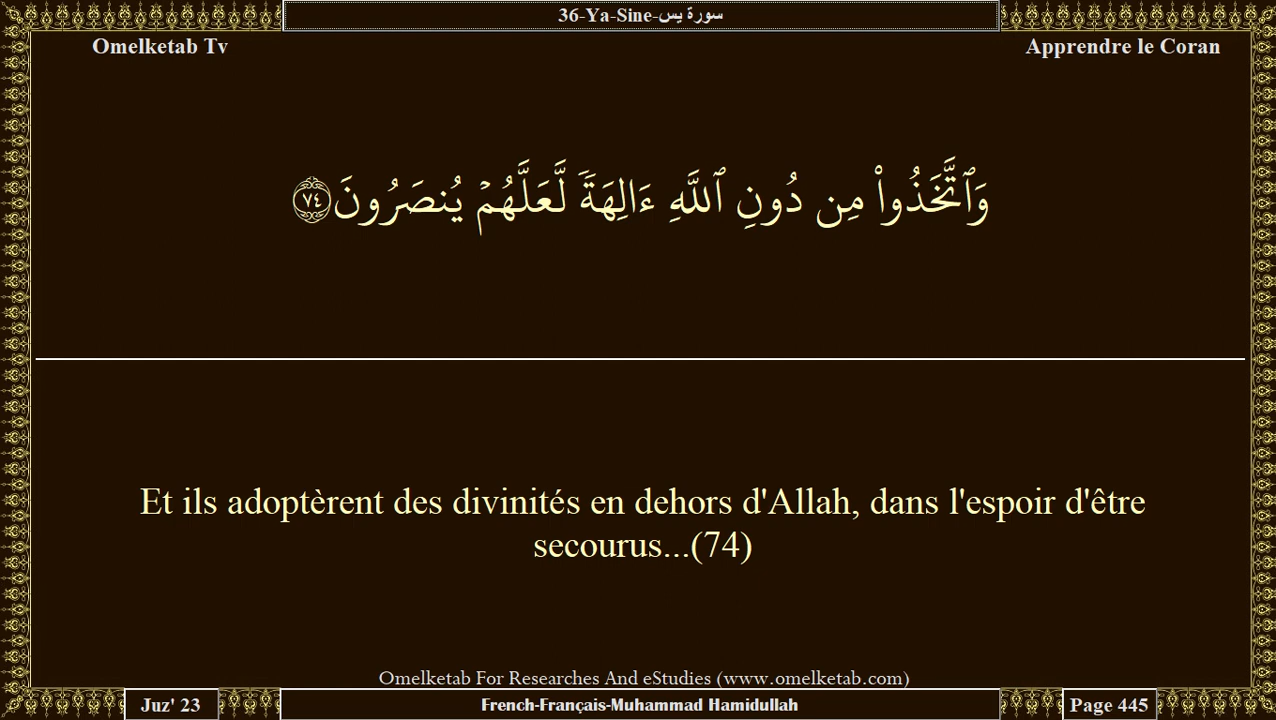 36-Ya-Sine-سورة يس
Omelketab Tv
Apprendre le Coran
وَٱتَّخَذُوا۟ مِن دُونِ ٱللَّهِ ءَالِهَةً لَّعَلَّهُمْ يُنصَرُونَ ٧٤
Et ils adoptèrent des divinités en dehors d'Allah, dans l'espoir d'être
secourus...(74)
Omelketab For Researches And eStudies (www.omelketab.com)
Juz' 23
French-Français-Muhammad Hamidullah
Page 445